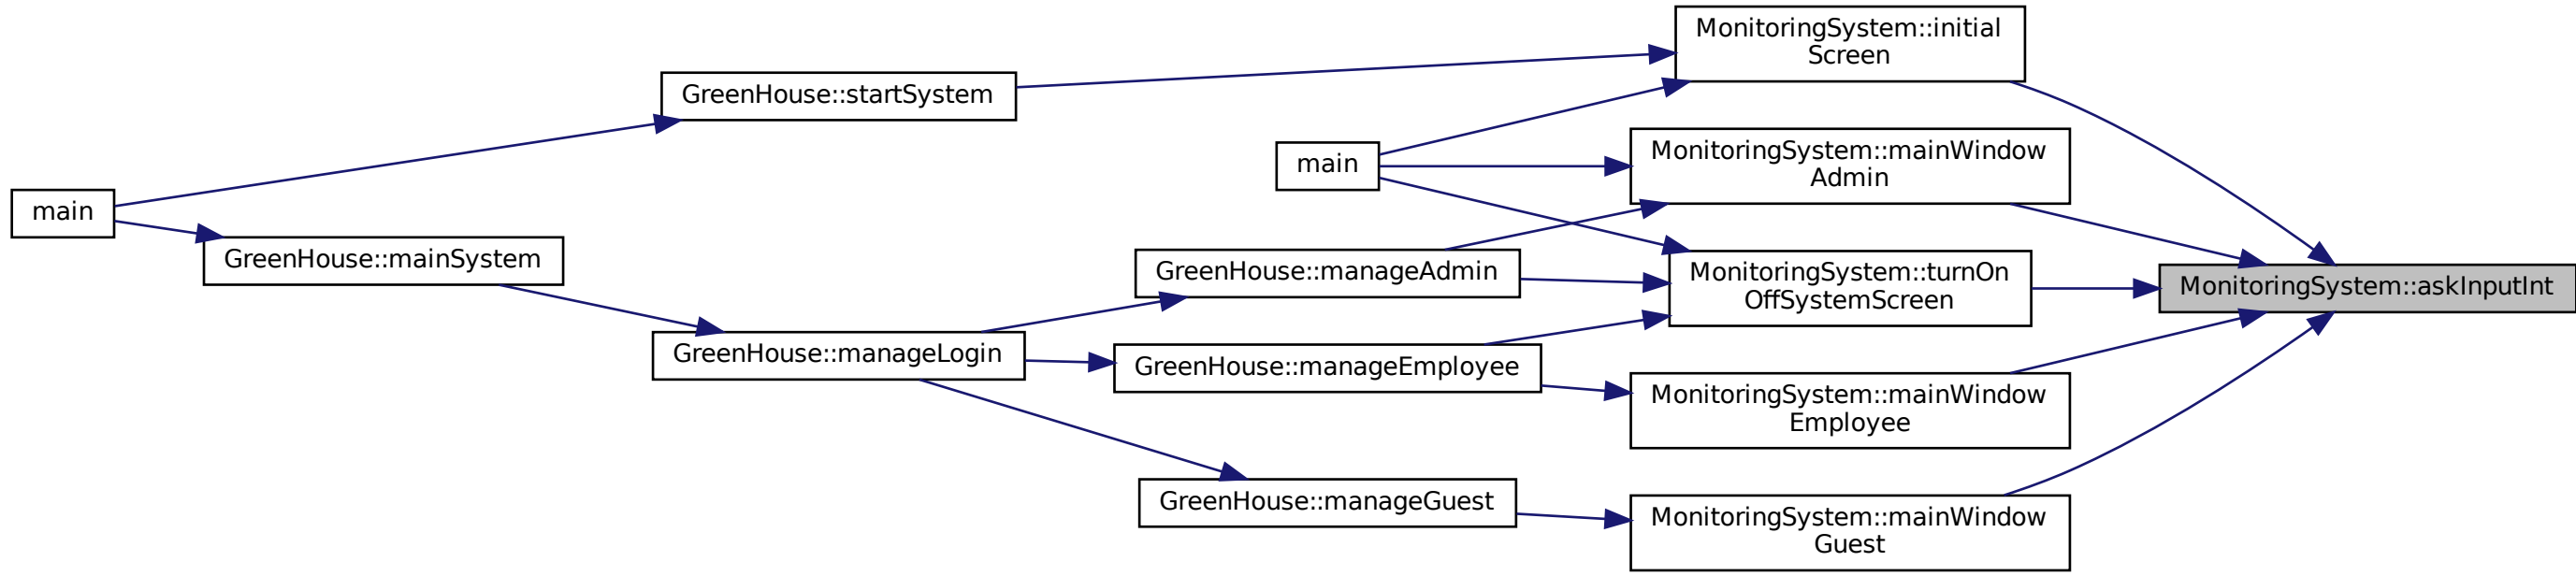 MonitoringSystem::initial
Screen
GreenHouse::startSystem
main
MonitoringSystem::mainWindow
Admin
main
GreenHouse::mainSystem
GreenHouse::manageAdmin
MonitoringSystem::turnOn
OffSystemScreen
MonitoringSystem::askInputInt
GreenHouse::manageLogin
GreenHouse::manageEmployee
MonitoringSystem::mainWindow
Employee
GreenHouse::manageGuest
MonitoringSystem::mainWindow
Guest